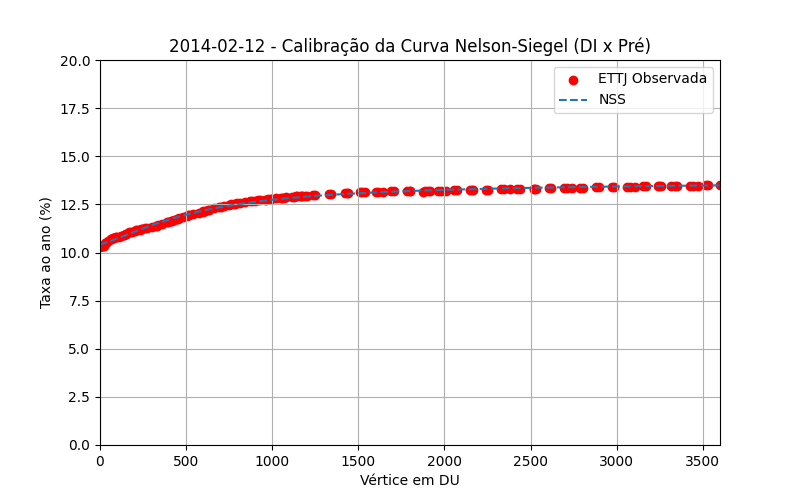 2014-02-12 - Calibração da Curva Nelson-Siegel (DI x Pré)
ETTJ Observada
NSS
Taxa ao ano (%)
20.0
17.5
15.0
12.5
10.0
7.5
5.0
2.5
0.0
0 500 1000 1500 2000 2500 3000 3500
Vértice em DU